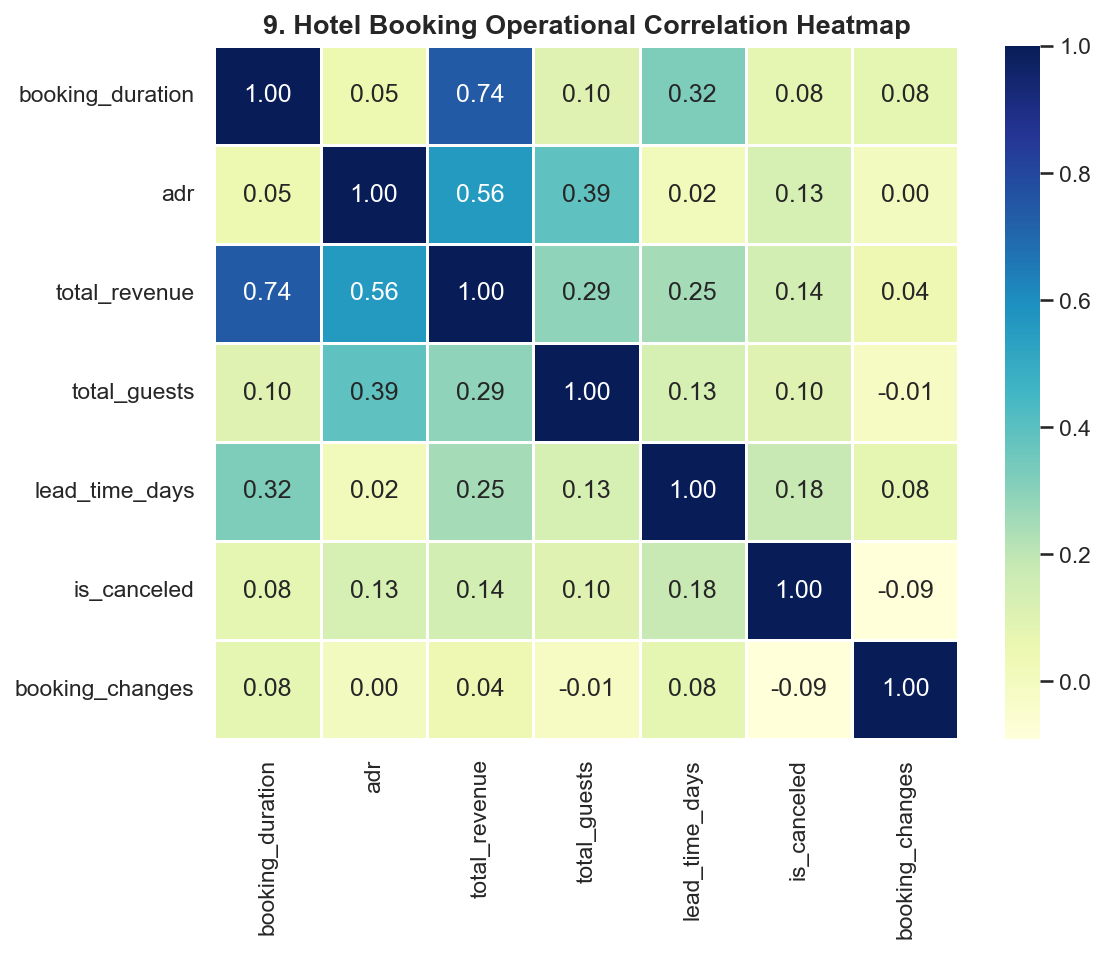 9. Hotel Booking Operational Correlation Heatmap
booking_duration 1.00 0.05 0.74 0.10 0.32 0.08 0.08
adr 0.05 1.00 0.56 0.39 0.02 0.13 0.00
total_revenue 0.74 0.56 1.00 0.29 0.25 0.14 0.04
total_guests 0.10 0.39 0.29 1.00 0.13 0.10 -0.01
lead_time_days 0.32 0.02 0.25 0.13 1.00 0.18 0.08
is_canceled 0.08 0.13 0.14 0.10 0.18 1.00 -0.09
booking_changes 0.08 0.00 0.04 -0.01 0.08 -0.09 1.00
booking_duration
adr
total_revenue
total_guests
lead_time_days
is_canceled
booking_changes
1.0
0.8
0.6
0.4
0.2
0.0